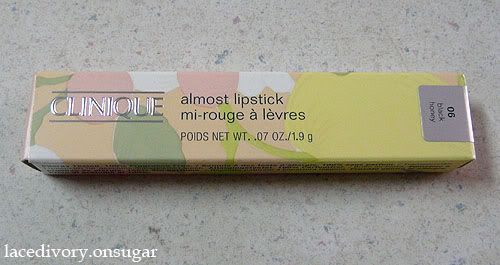 CLINIQUE
almost lipstick
mi-rouge à lèvres
POIDS NET WT. .07 OZ./1.9 g
06
black
honey
lacedivory.onsugar